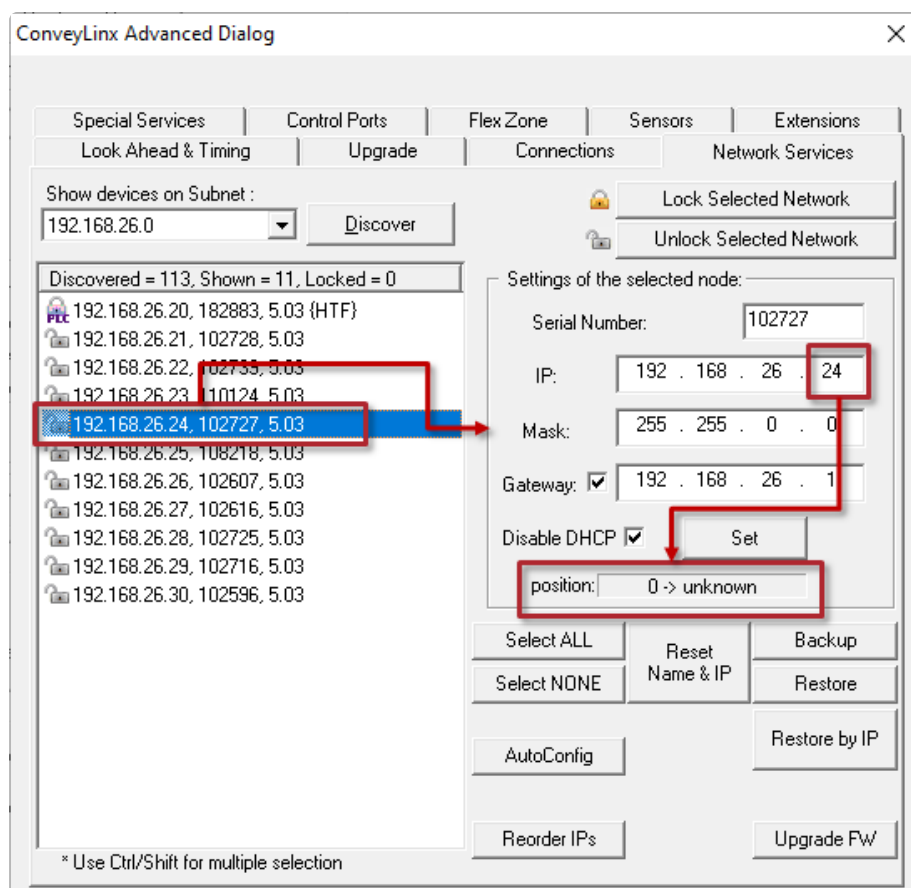 ConveyLinx Advanced Dialog
Special Services
Control Ports
Flex Zone
Sensors
Extensions
Look Ahead & Timing
Upgrade
Connections
Network Services
Show devices on Subnet :
192.168.26.0
Discover
Lock Selected Network
Unlock Selected Network
Discovered = 113, Shown = 11, Locked = 0
PLC 192.168.26.20, 182883, 5.03 {HTF}
192.168.26.21, 102728, 5.03
192.168.26.22, 102733, 5.03
192.168.26.23, 110124, 5.03
192.168.26.24, 102727, 5.03
192.168.26.25, 108218, 5.03
192.168.26.26, 102607, 5.03
192.168.26.27, 102616, 5.03
192.168.26.28, 102725, 5.03
192.168.26.29, 102716, 5.03
192.168.26.30, 102596, 5.03
* Use Ctrl/Shift for multiple selection
Settings of the selected node:
Serial Number: 102727
IP: 192 . 168 . 26 . 24
Mask: 255 . 255 . 0 . 0
Gateway: 192 . 168 . 26 . 1
Disable DHCP
Set
position: 0 -> unknown
Select ALL
Reset Name & IP
Backup
Select NONE
Restore
AutoConfig
Restore by IP
Reorder IPs
Upgrade FW